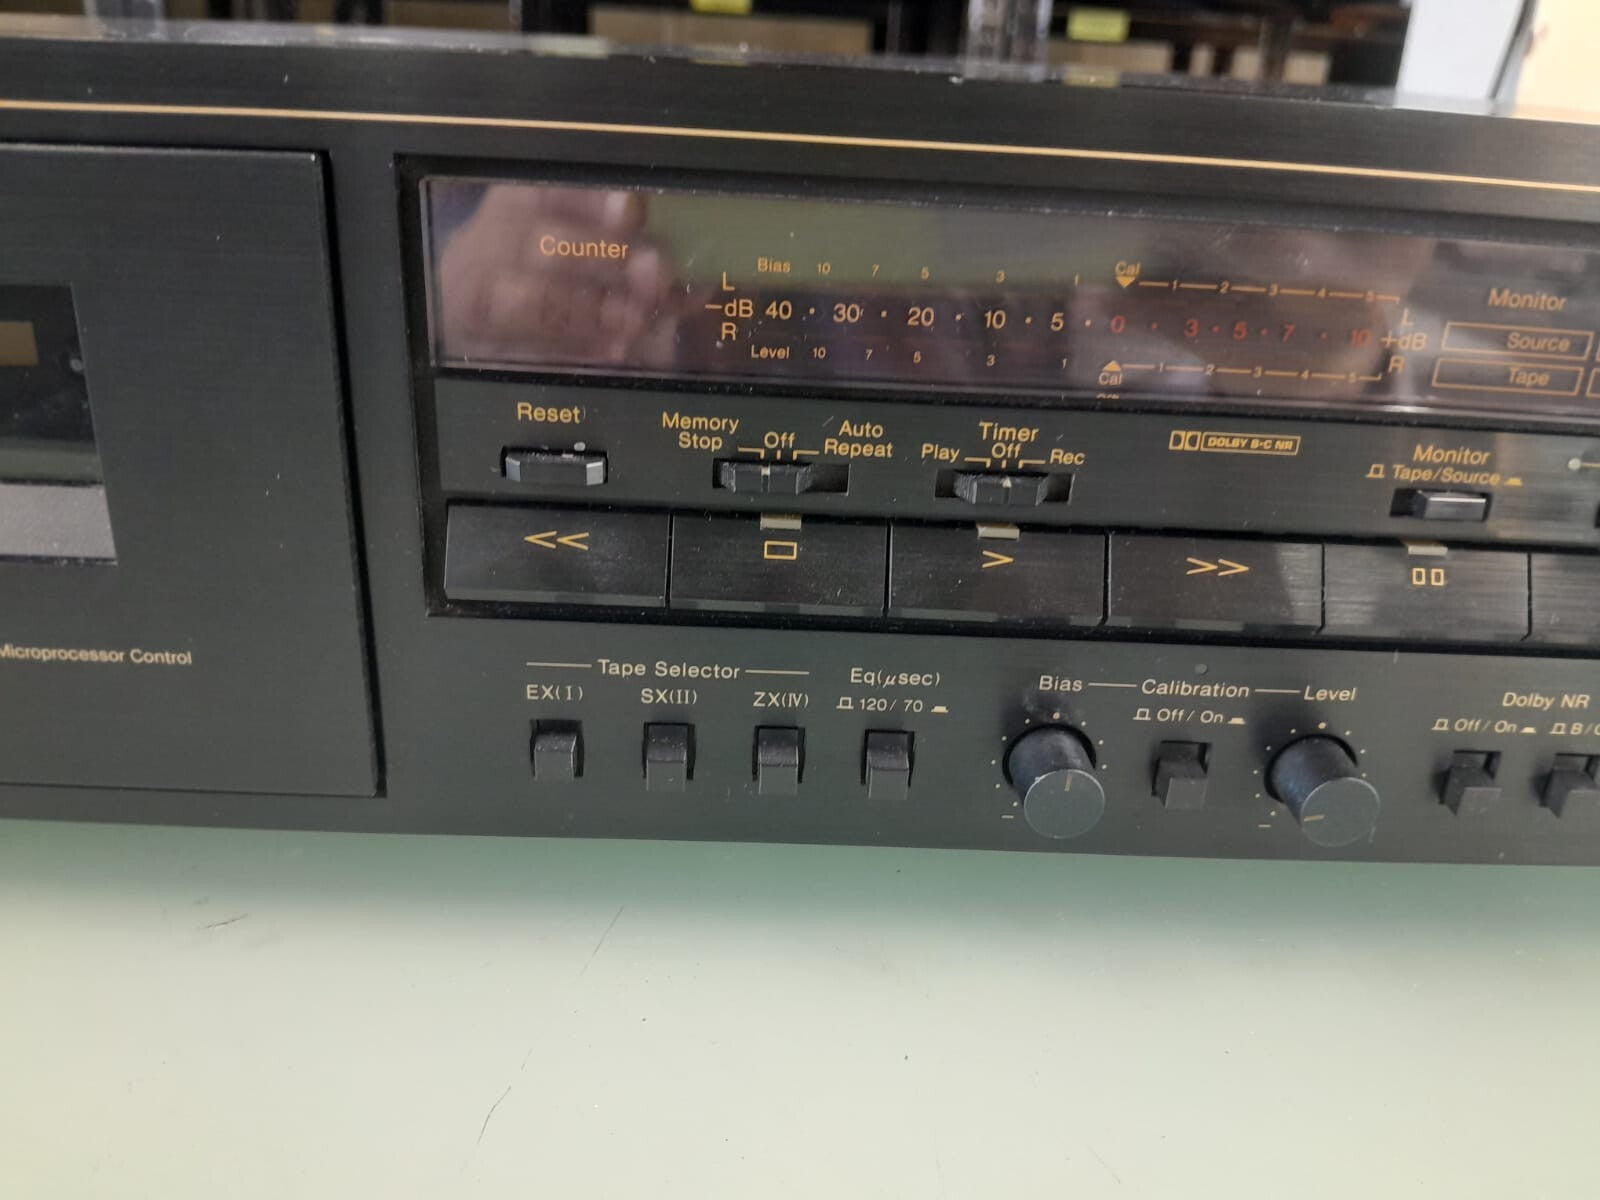 Counter
Bias 10 7 5 3 1 Cal 1 2 3 4 5
L L
-dB 40 · 30 · 20 · 10 · 5 · 0 · 3 · 5 · 7 · 10 +dB
R R
Level 10 7 5 3 1 Cal 1 2 3 4 5
Monitor
Source
Tape
Reset
Memory Stop Off Auto Repeat
Timer
Play Off Rec
DOLBY B-C NR
Monitor
Tape/Source
<<
>
>>
Microprocessor Control
Tape Selector
EX(I) SX(II) ZX(IV)
Eq(μsec)
120/70
Bias Calibration Level
Off/On
Dolby NR
Off/On B/